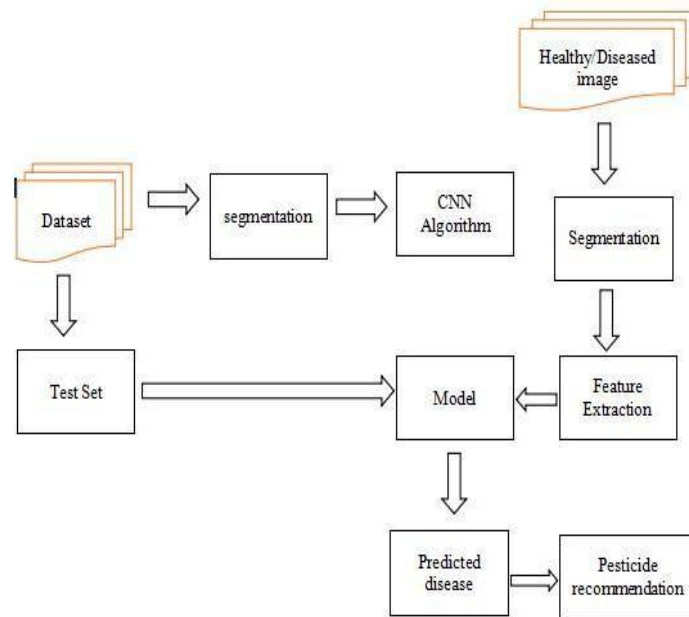 Healthy/Diseased
image
Dataset
segmentation
CNN
Algorithm
Segmentation
Test Set
Model
Feature
Extraction
Predicted
disease
Pesticide
recommendation